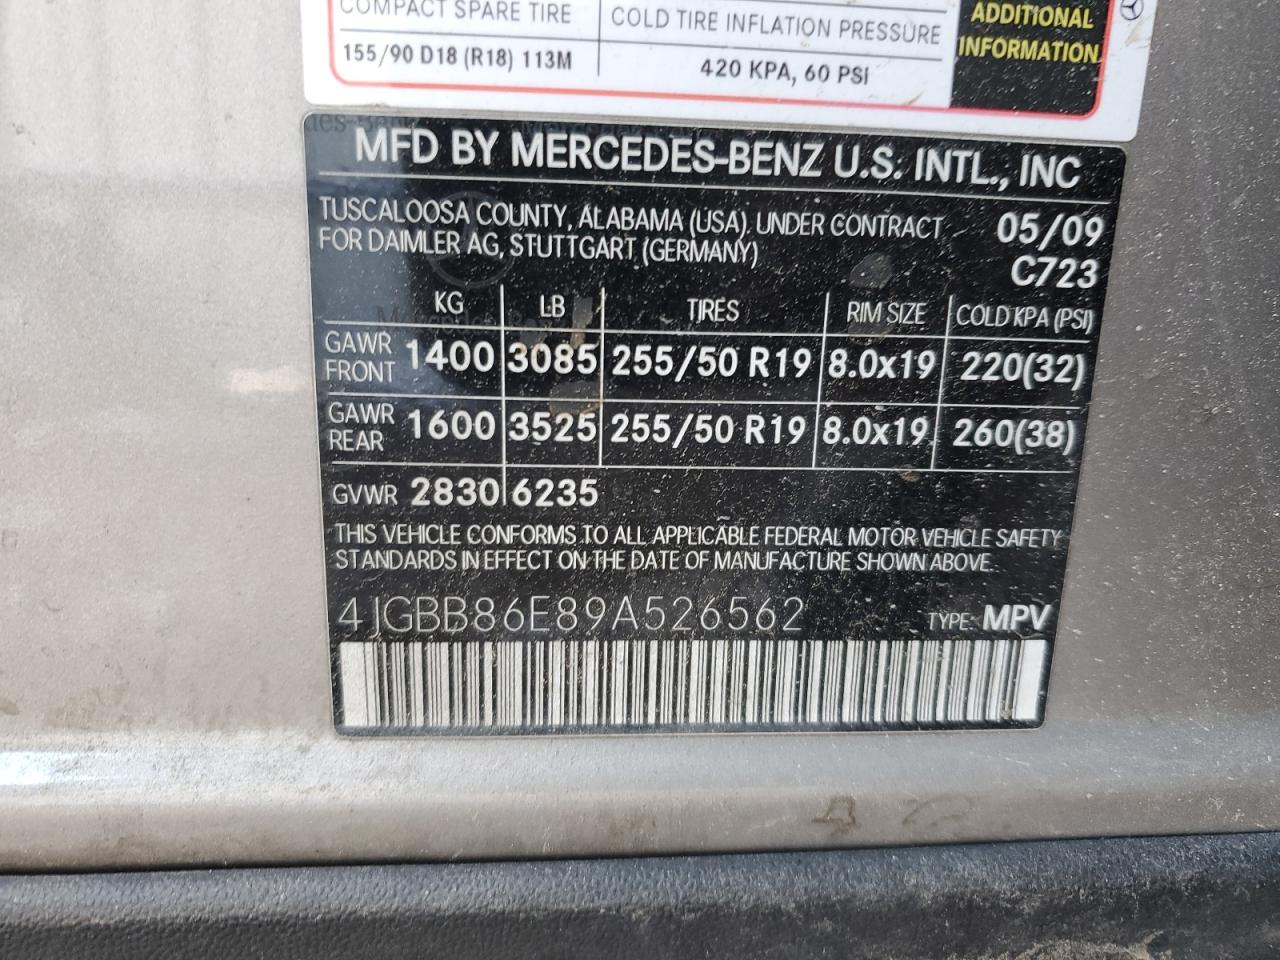 COMPACT SPARE TIRE COLD TIRE INFLATION PRESSURE
155/90 D18 (R18) 113M 420 KPA, 60 PSI
ADDITIONAL
INFORMATION
MFD BY MERCEDES-BENZ U.S. INTL., INC
TUSCALOOSA COUNTY, ALABAMA (USA). UNDER CONTRACT 05/09
FOR DAIMLER AG, STUTTGART (GERMANY) C723
KG LB TIRES RIM SIZE COLD KPA (PSI)
GAWR FRONT 1400 3085 255/50 R19 8.0x19 220(32)
GAWR REAR 1600 3525 255/50 R19 8.0x19 260(38)
GVWR 2830 6235
THIS VEHICLE CONFORMS TO ALL APPLICABLE FEDERAL MOTOR VEHICLE SAFETY
STANDARDS IN EFFECT ON THE DATE OF MANUFACTURE SHOWN ABOVE.
4JGBB86E89A526562 TYPE: MPV